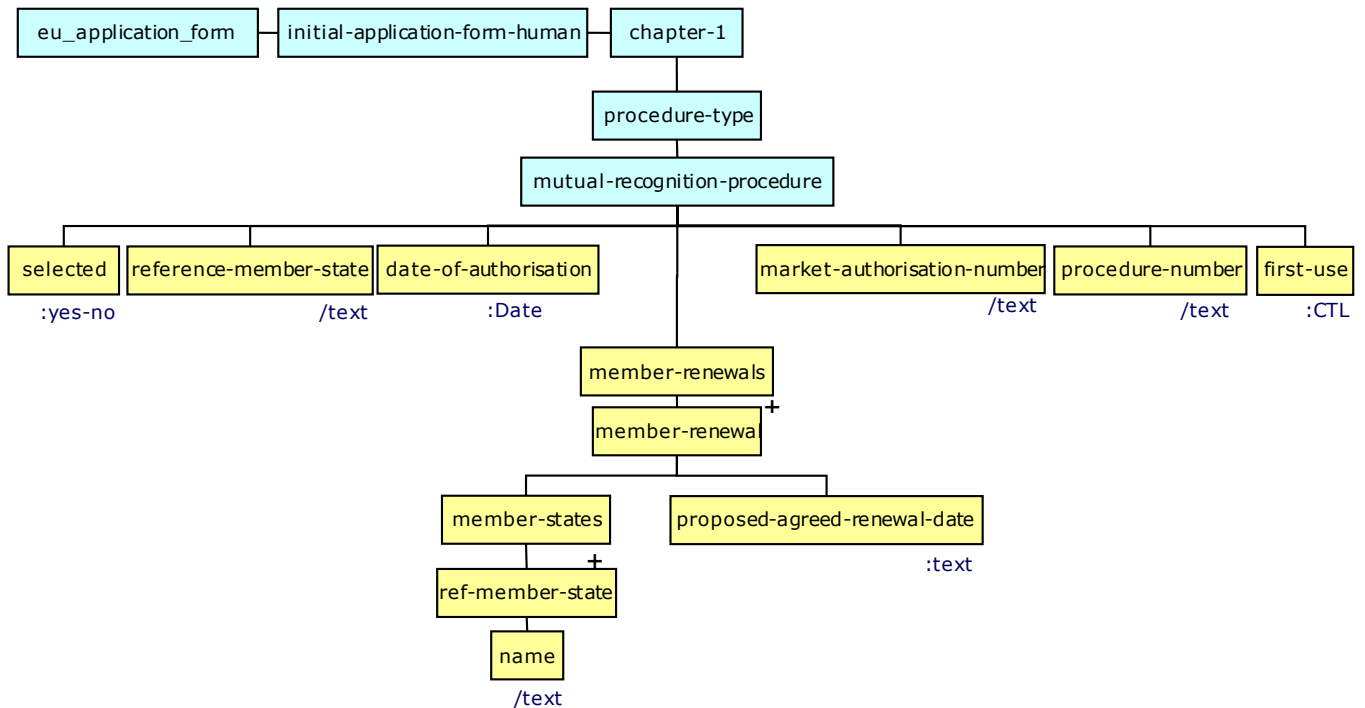 eu_application_form initial-application-form-human chapter-1
procedure-type
mutual-recognition-procedure
selected reference-member-state date-of-authorisation market-authorisation-number procedure-number first-use
:yes-no /text :Date /text /text :CTL
member-renewals
+
member-renewal
member-states proposed-agreed-renewal-date
+ :text
ref-member-state
name
/text